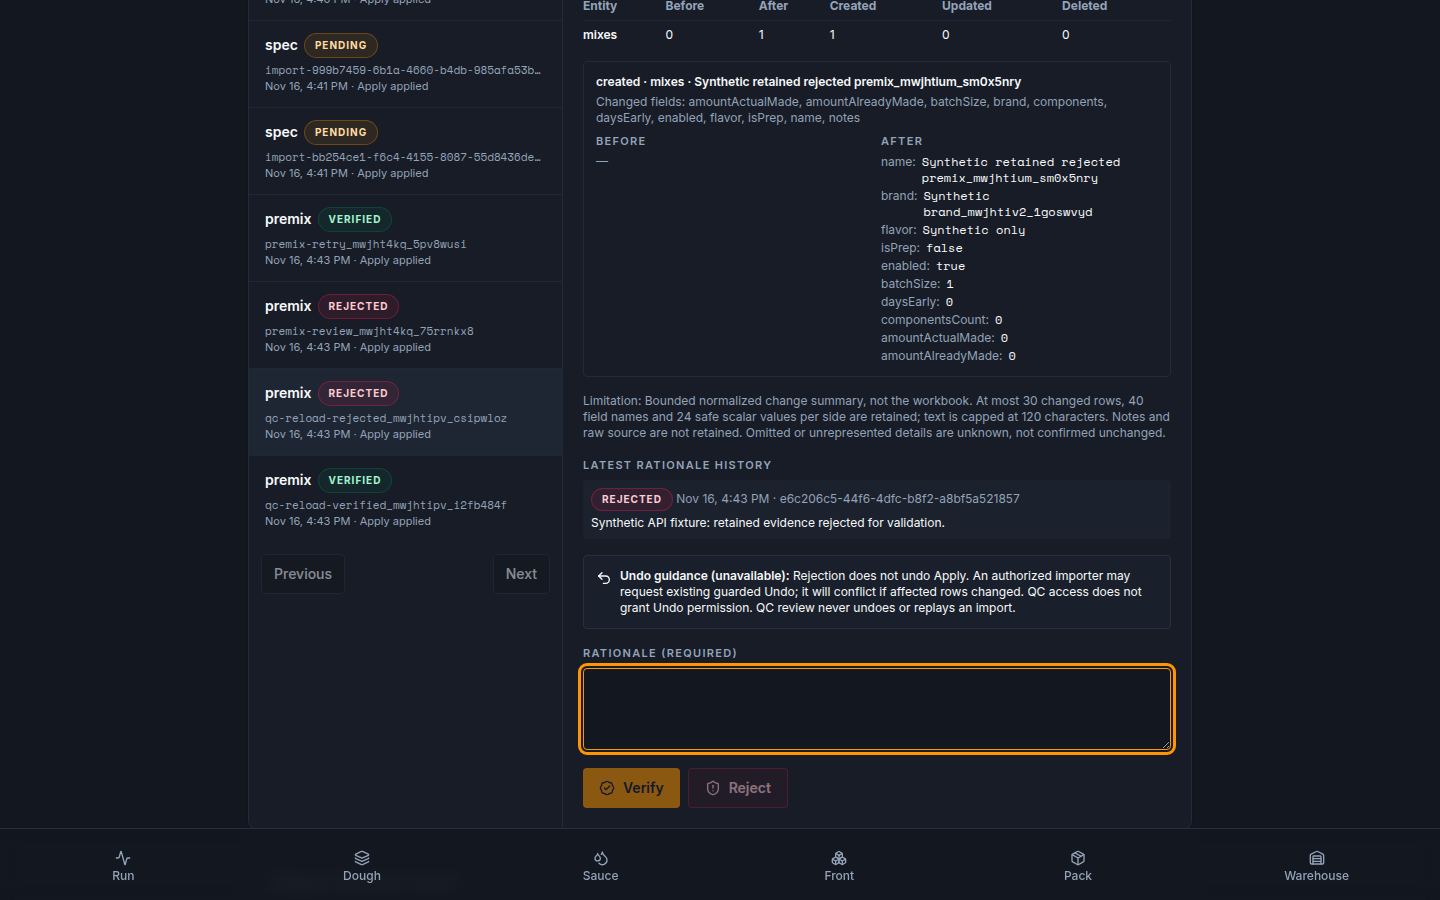 Nov 16, 4:40 PM · Apply applied
spec PENDING
import-999b7459-6b1a-4660-b4db-985afa53b…
Nov 16, 4:41 PM · Apply applied
spec PENDING
import-bb254ce1-f6c4-4155-8087-55d8436de…
Nov 16, 4:41 PM · Apply applied
premix VERIFIED
premix-retry_mwjht4kq_5pv8wusi
Nov 16, 4:43 PM · Apply applied
premix REJECTED
premix-review_mwjht4kq_75rrnkx8
Nov 16, 4:43 PM · Apply applied
premix REJECTED
qc-reload-rejected_mwjhtipv_csipwloz
Nov 16, 4:43 PM · Apply applied
premix VERIFIED
qc-reload-verified_mwjhtipv_i2fb484f
Nov 16, 4:43 PM · Apply applied
Previous Next
Entity Before After Created Updated Deleted
mixes 0 1 1 0 0
created · mixes · Synthetic retained rejected premix_mwjhtium_sm0x5nry
Changed fields: amountActualMade, amountAlreadyMade, batchSize, brand, components,
daysEarly, enabled, flavor, isPrep, name, notes
BEFORE
—
AFTER
name: Synthetic retained rejected
premix_mwjhtium_sm0x5nry
brand: Synthetic
brand_mwjhtiv2_1goswvyd
flavor: Synthetic only
isPrep: false
enabled: true
batchSize: 1
daysEarly: 0
componentsCount: 0
amountActualMade: 0
amountAlreadyMade: 0
Limitation: Bounded normalized change summary, not the workbook. At most 30 changed rows, 40
field names and 24 safe scalar values per side are retained; text is capped at 120 characters. Notes and
raw source are not retained. Omitted or unrepresented details are unknown, not confirmed unchanged.
LATEST RATIONALE HISTORY
REJECTED Nov 16, 4:43 PM · e6c206c5-44f6-4dfc-b8f2-a8bf5a521857
Synthetic API fixture: retained evidence rejected for validation.
Undo guidance (unavailable): Rejection does not undo Apply. An authorized importer may
request existing guarded Undo; it will conflict if affected rows changed. QC access does not
grant Undo permission. QC review never undoes or replays an import.
RATIONALE (REQUIRED)
Verify Reject
Run Dough Sauce Front Pack Warehouse